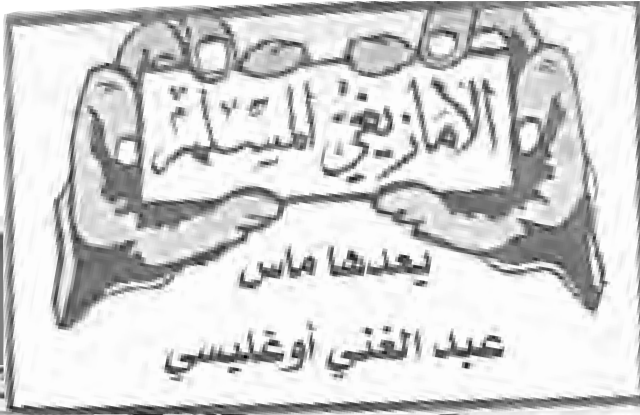 الأمازيغي المسلم
يعدها ماس
عبد الغني أوغليسي